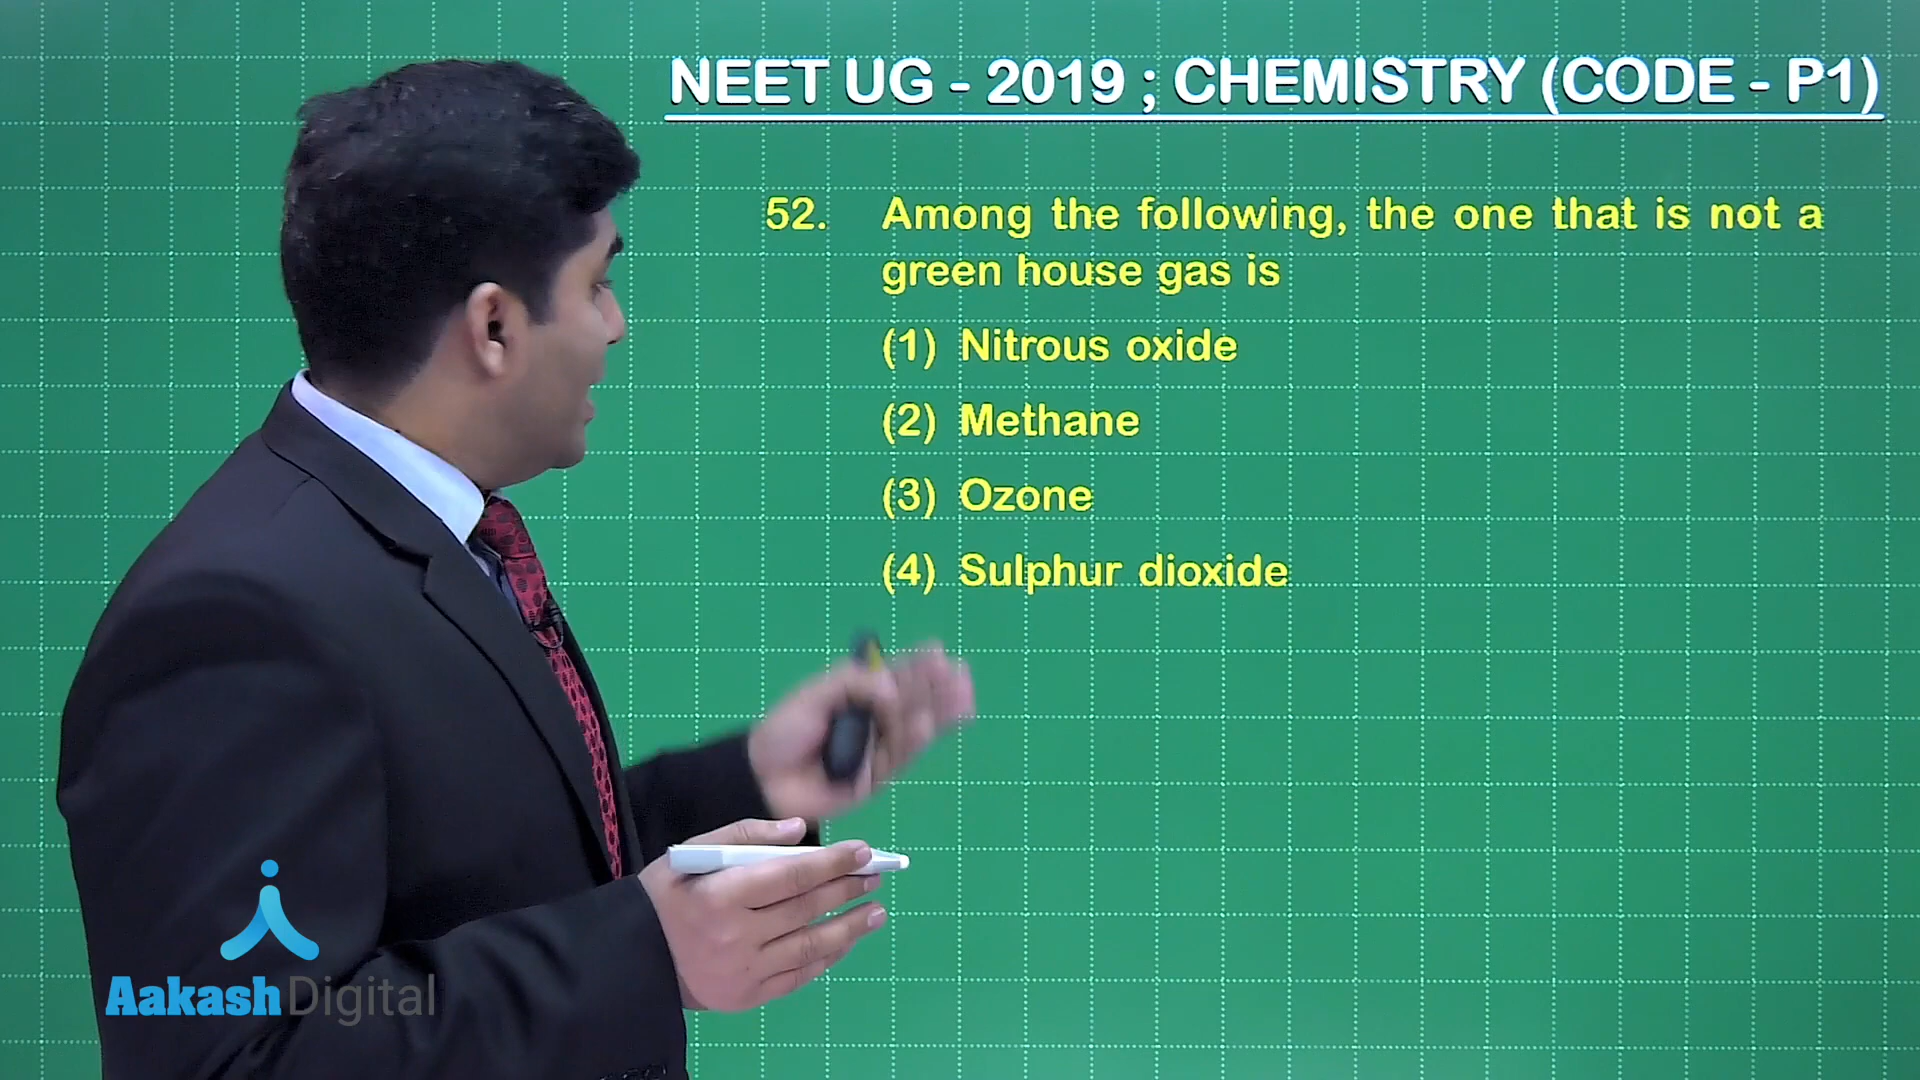 NEET UG - 2019 ; CHEMISTRY (CODE - P1)
52. Among the following, the one that is not a
green house gas is
(1) Nitrous oxide
(2) Methane
(3) Ozone
(4) Sulphur dioxide
Aakash Digital